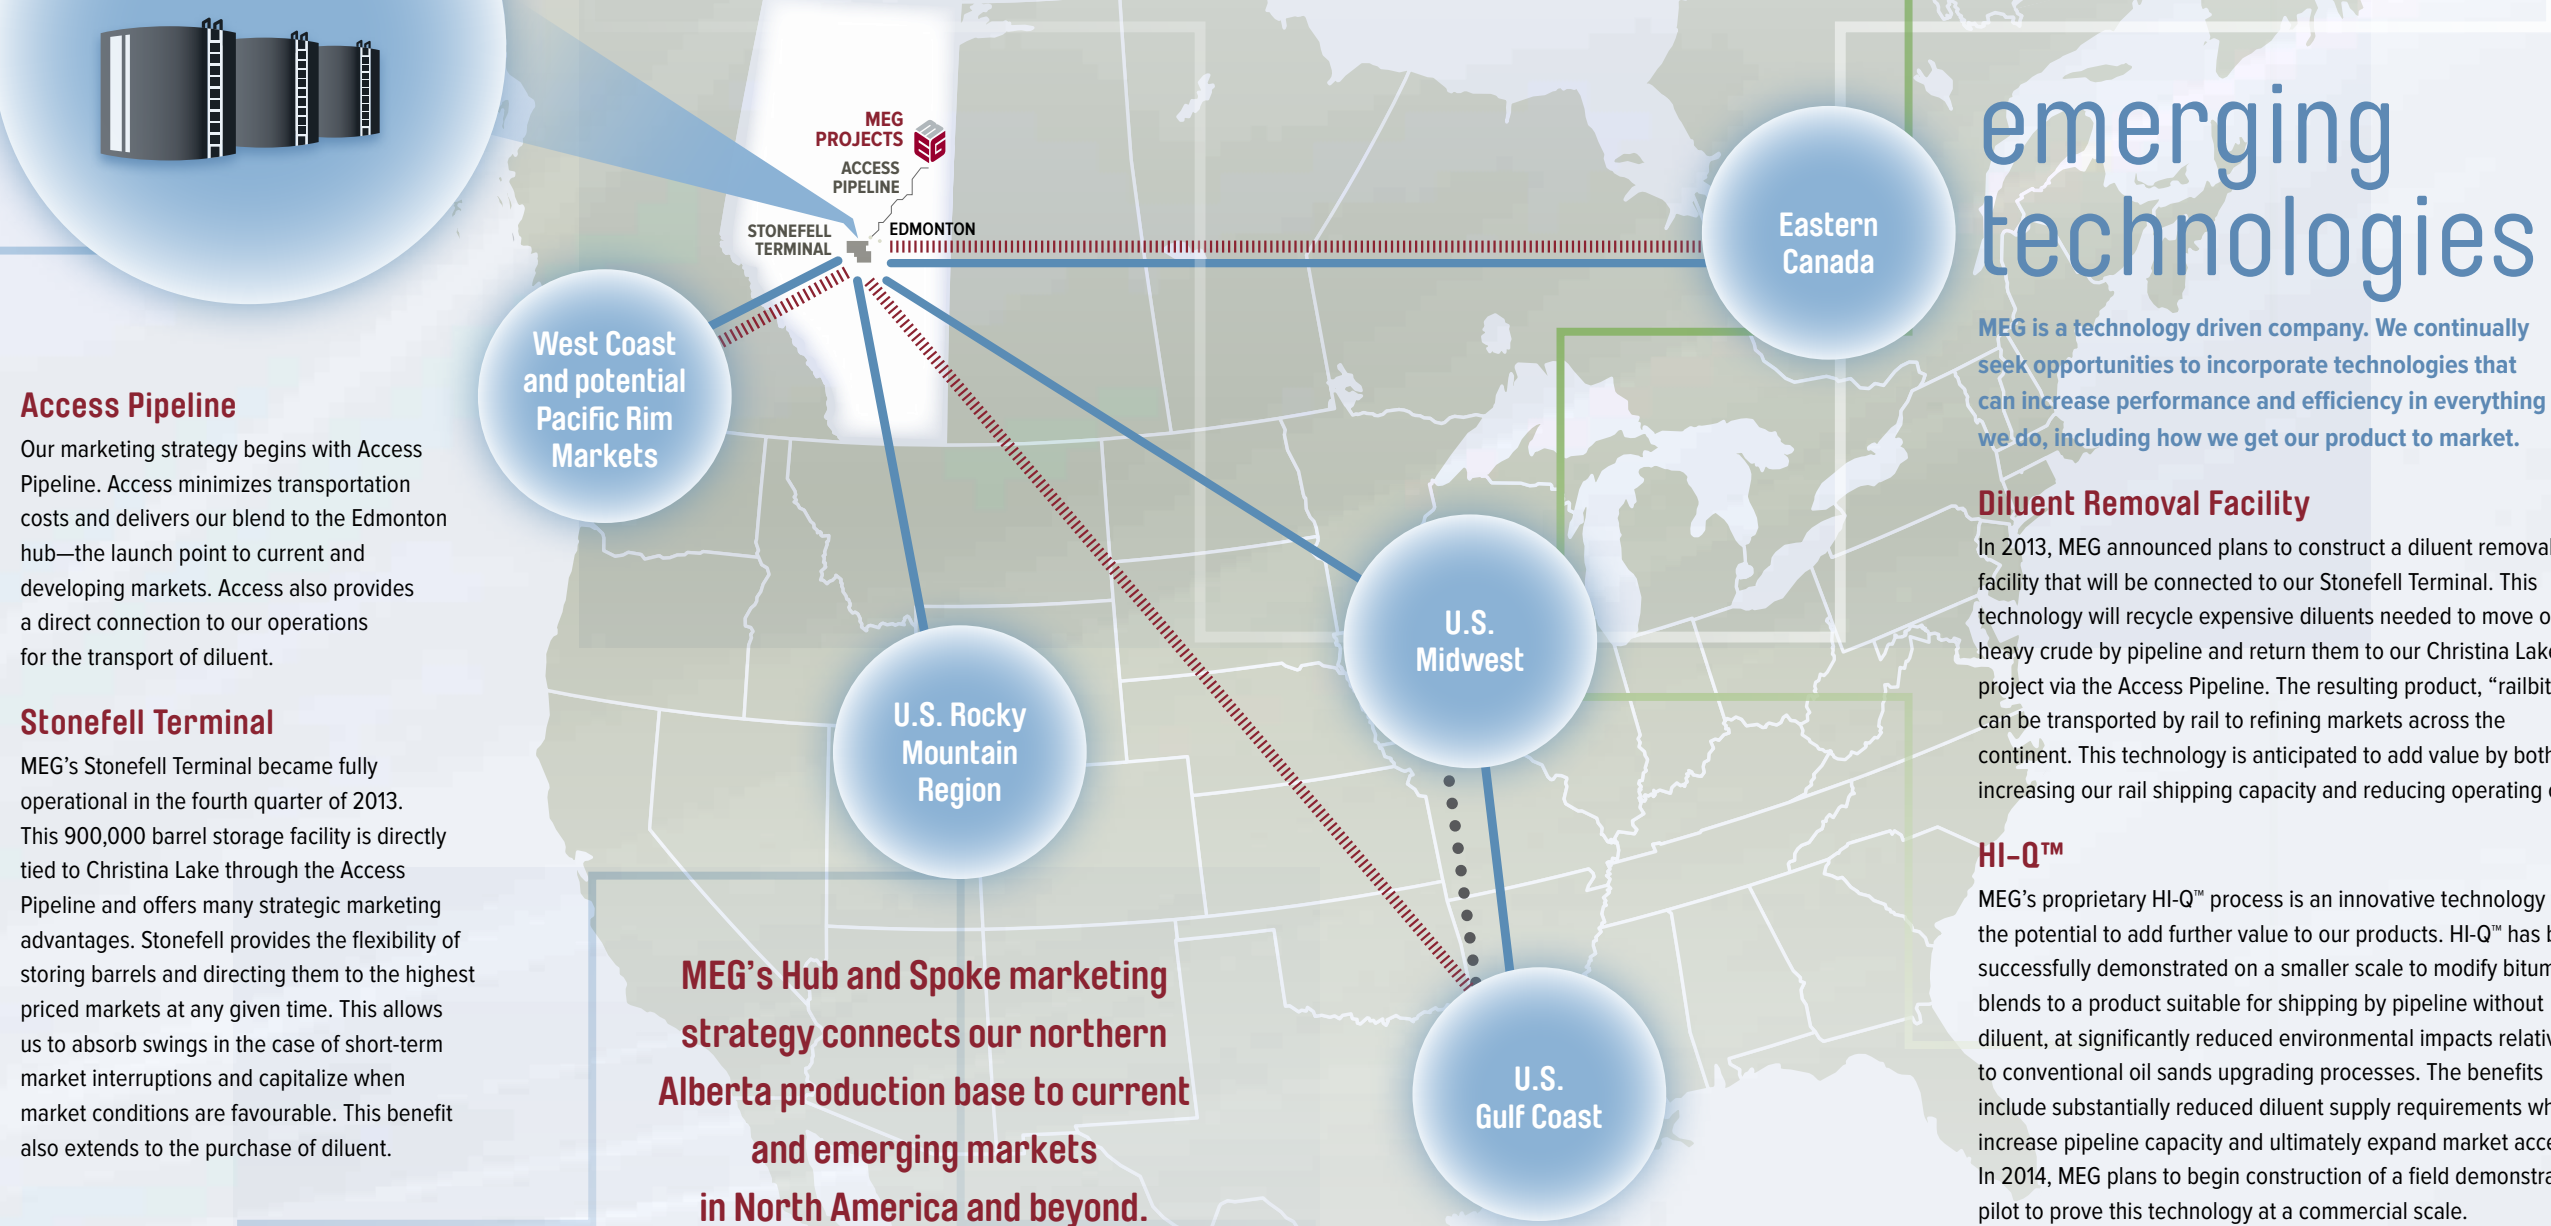 MEG
PROJECTS
ACCESS
PIPELINE
STONEFELL
TERMINAL
EDMONTON
Eastern
Canada
West Coast
and potential
Pacific Rim
Markets
U.S. Rocky
Mountain
Region
U.S.
Midwest
U.S.
Gulf Coast
Access Pipeline
Our marketing strategy begins with Access
Pipeline. Access minimizes transportation
costs and delivers our blend to the Edmonton
hub—the launch point to current and
developing markets. Access also provides
a direct connection to our operations
for the transport of diluent.
Stonefell Terminal
MEG’s Stonefell Terminal became fully
operational in the fourth quarter of 2013.
This 900,000 barrel storage facility is directly
tied to Christina Lake through the Access
Pipeline and offers many strategic marketing
advantages. Stonefell provides the flexibility of
storing barrels and directing them to the highest
priced markets at any given time. This allows
us to absorb swings in the case of short-term
market interruptions and capitalize when
market conditions are favourable. This benefit
also extends to the purchase of diluent.
MEG’s Hub and Spoke marketing
strategy connects our northern
Alberta production base to current
and emerging markets
in North America and beyond.
emerging
technologies
MEG is a technology driven company. We continually
seek opportunities to incorporate technologies that
can increase performance and efficiency in everything
we do, including how we get our product to market.
Diluent Removal Facility
In 2013, MEG announced plans to construct a diluent removal
facility that will be connected to our Stonefell Terminal. This
technology will recycle expensive diluents needed to move
heavy crude by pipeline and return them to our Christina Lake
project via the Access Pipeline. The resulting product, “railbit
can be transported by rail to refining markets across the
continent. This technology is anticipated to add value by both
increasing our rail shipping capacity and reducing operating
HI-Q™
MEG’s proprietary HI-Q™ process is an innovative technology
the potential to add further value to our products. HI-Q™ has
successfully demonstrated on a smaller scale to modify
blends to a product suitable for shipping by pipeline without
diluent, at significantly reduced environmental impacts
to conventional oil sands upgrading processes. The benefits
include substantially reduced diluent supply requirements
increase pipeline capacity and ultimately expand market
In 2014, MEG plans to begin construction of a field
pilot to prove this technology at a commercial scale.